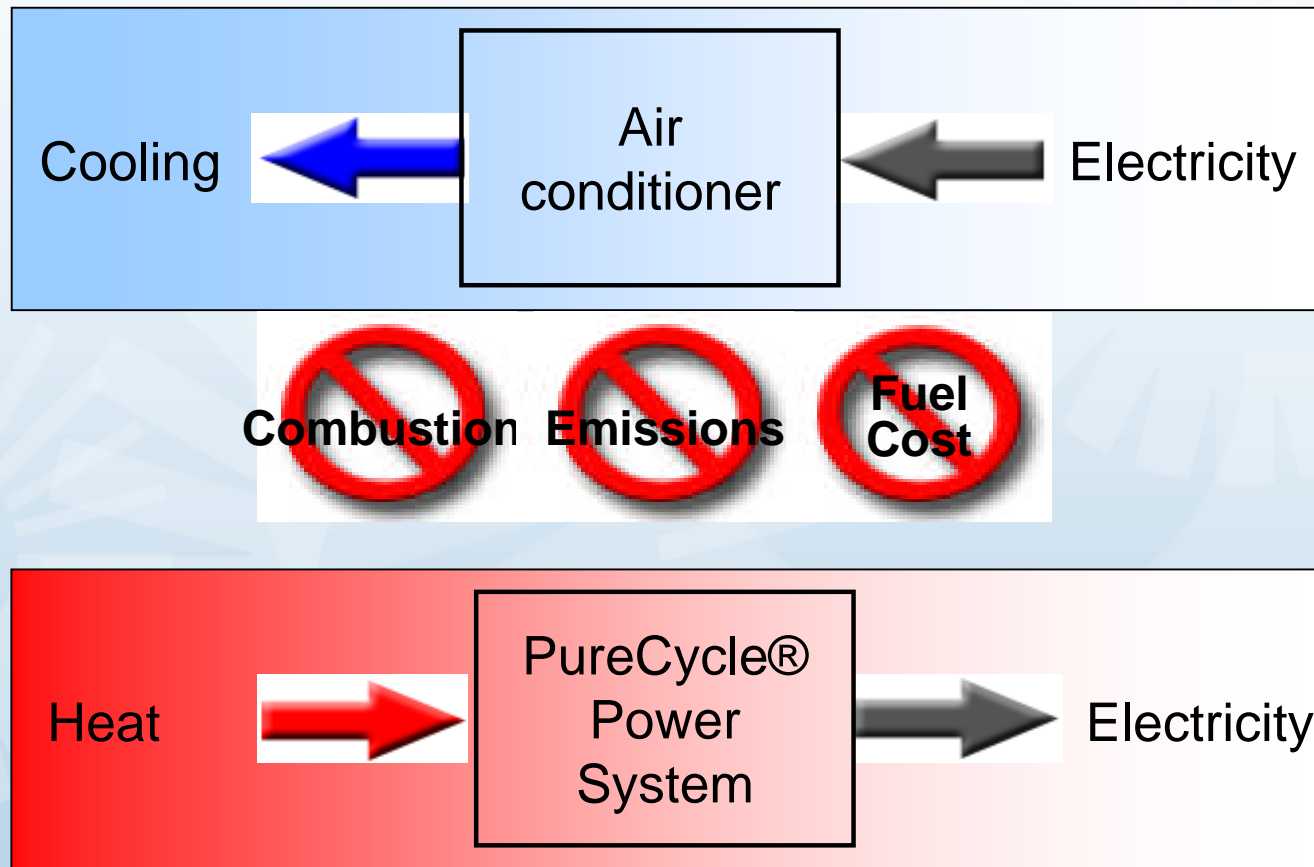 Cooling
Air
conditioner
Electricity
Combustion
Emissions
Fuel
Cost
Heat
PureCycle®
Power
System
Electricity